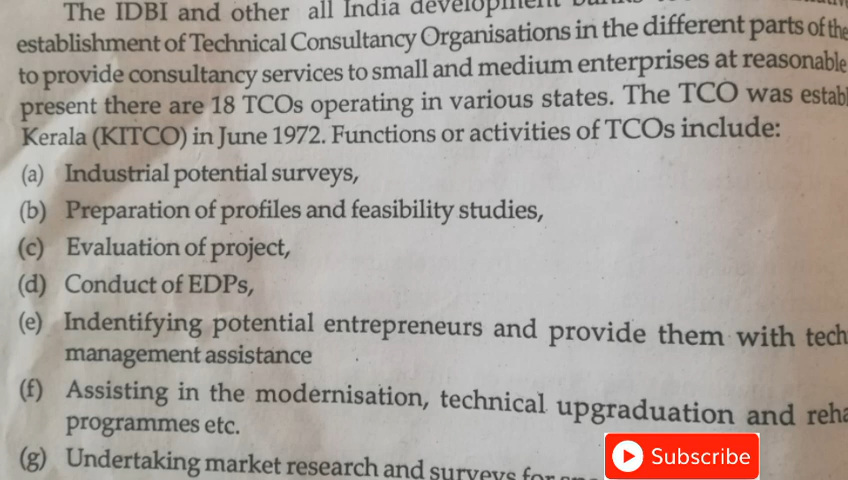 The IDBI and other all India development
establishment of Technical Consultancy Organisations in the different parts of the
to provide consultancy services to small and medium enterprises at reasonable
present there are 18 TCOs operating in various states. The TCO was
Kerala (KITCO) in June 1972. Functions or activities of TCOs include:
(a) Industrial potential surveys,
(b) Preparation of profiles and feasibility studies,
(c) Evaluation of project,
(d) Conduct of EDPs,
(e) Indentifying potential entrepreneurs and provide them with tech
management assistance
(f) Assisting in the modernisation, technical upgraduation and reha
programmes etc.
(g) Undertaking market research and surveys for
Subscribe